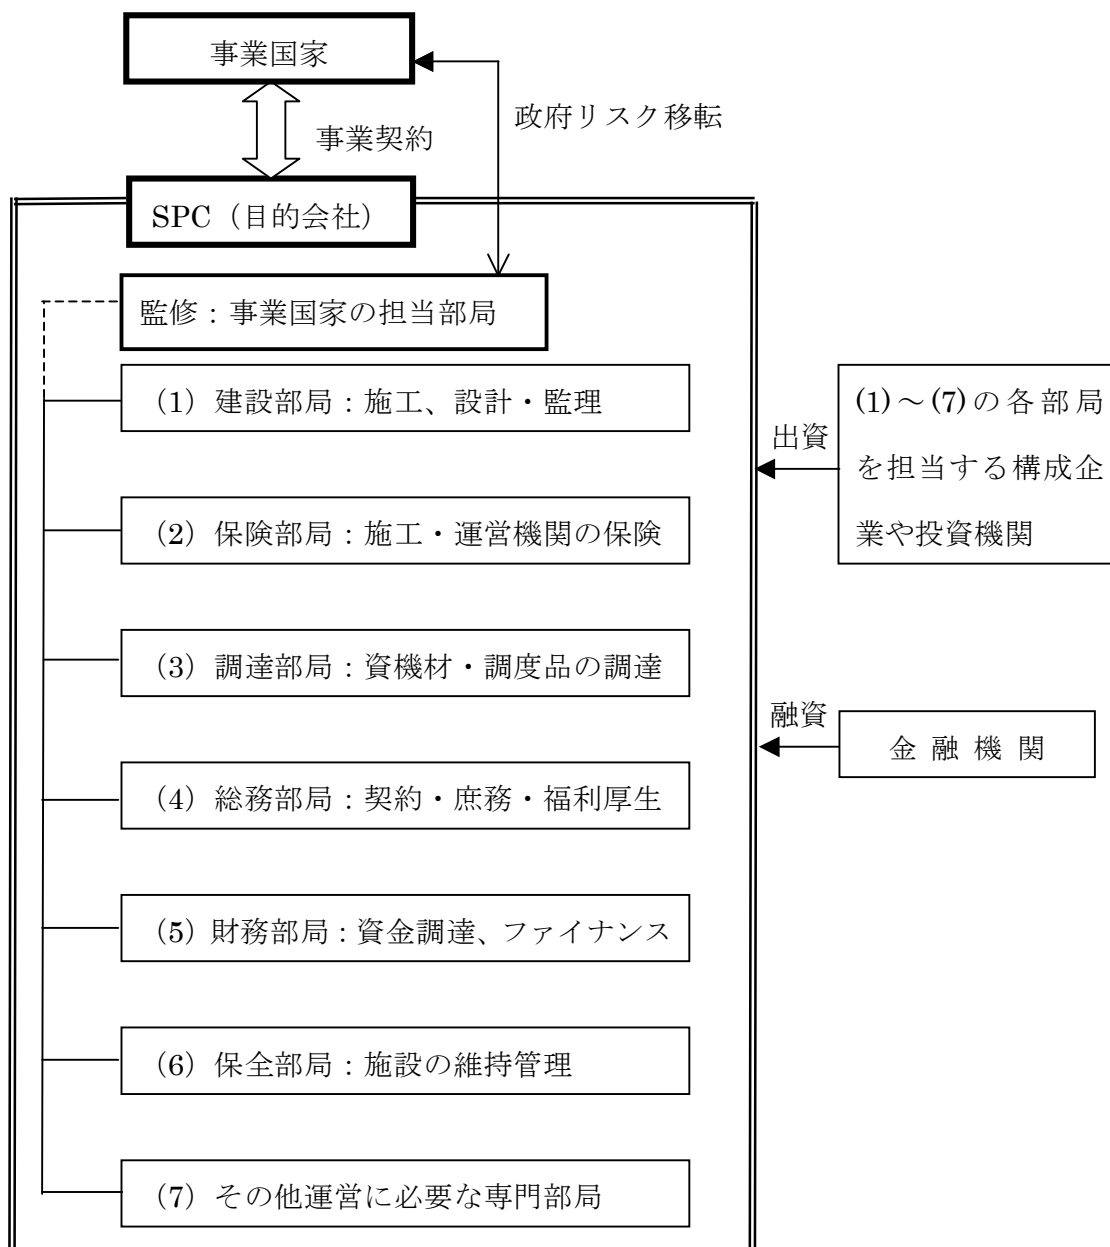 事業国家
政府リスク移転
事業契約
SPC（目的会社）
監修：事業国家の担当部局
（1）建設部局：施工、設計・監理
（2）保険部局：施工・運営機関の保険
（3）調達部局：資機材・調度品の調達
（4）総務部局：契約・庶務・福利厚生
（5）財務部局：資金調達、ファイナンス
（6）保全部局：施設の維持管理
（7）その他運営に必要な専門部局
出資
(1)～(7)の各部局
を担当する構成企
業や投資機関
融資
金融機関